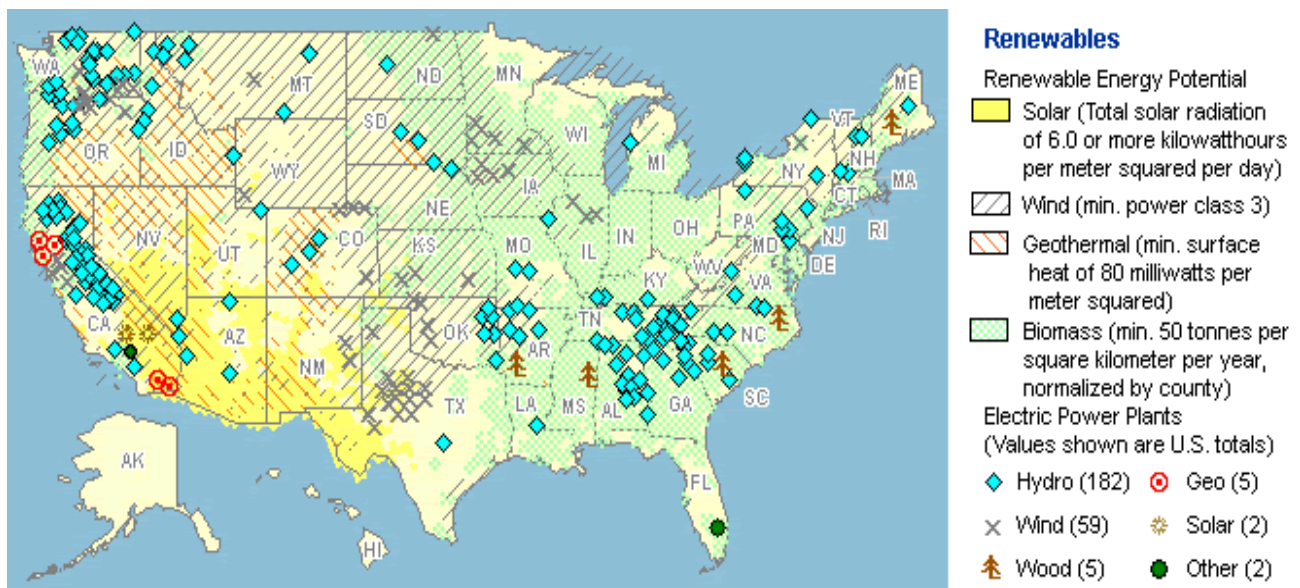 Renewables
Renewable Energy Potential
Solar (Total solar radiation
of 6.0 or more kilowatthours
per meter squared per day)
Wind (min. power class 3)
Geothermal (min. surface
heat of 80 milliwatts per
meter squared)
Biomass (min. 50 tonnes per
square kilometer per year,
normalized by county)
Electric Power Plants
(Values shown are U.S. totals)
Hydro (182) Geo (5)
Wind (59) Solar (2)
Wood (5) Other (2)
WA MT ND MN ME
OR ID SD WI VT
WY MI NY NH
MA
IA CT
NE PA RI
NV UT CO IL IN OH MD NJ
KS MO WV DE
KY VA
CA AZ OK TN NC
NM AR
TX LA MS AL GA SC
AK FL
HI